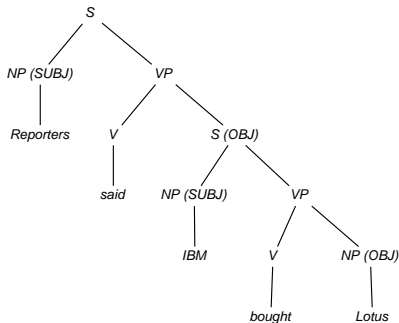 S
NP (SUBJ) VP
Reporters V S (OBJ)
said NP (SUBJ) VP
IBM V NP (OBJ)
bought Lotus